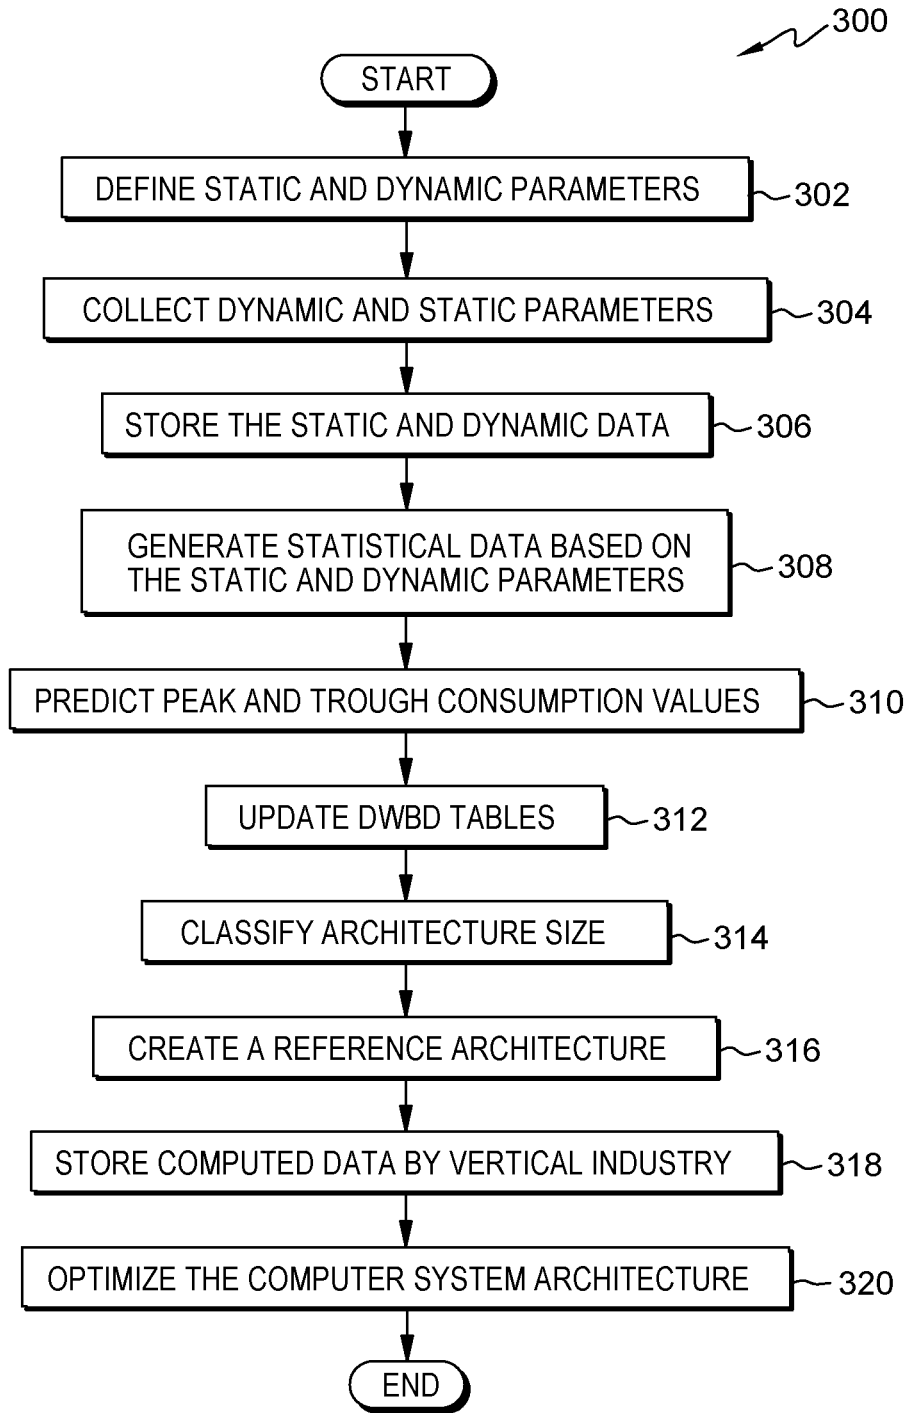 300
START
DEFINE STATIC AND DYNAMIC PARAMETERS
302
COLLECT DYNAMIC AND STATIC PARAMETERS
304
STORE THE STATIC AND DYNAMIC DATA
306
GENERATE STATISTICAL DATA BASED ON
THE STATIC AND DYNAMIC PARAMETERS
308
PREDICT PEAK AND TROUGH CONSUMPTION VALUES
310
UPDATE DWBD TABLES
312
CLASSIFY ARCHITECTURE SIZE
314
CREATE A REFERENCE ARCHITECTURE
316
STORE COMPUTED DATA BY VERTICAL INDUSTRY
318
OPTIMIZE THE COMPUTER SYSTEM ARCHITECTURE
320
END